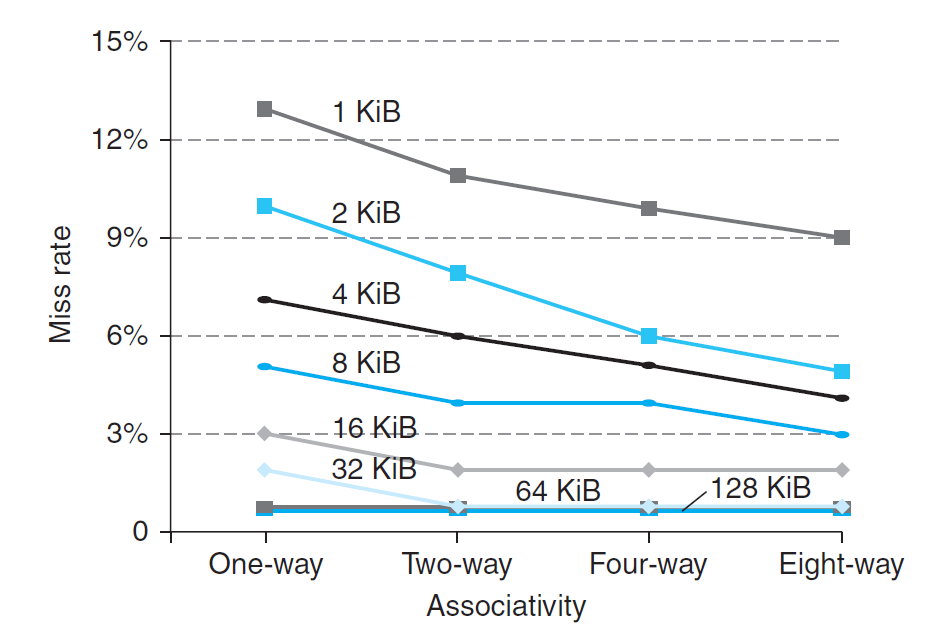 15%
1 KiB
12%
2 KiB
9%
Miss rate
4 KiB
6%
8 KiB
3%
16 KiB
32 KiB
64 KiB
128 KiB
0
One-way Two-way Four-way Eight-way
Associativity